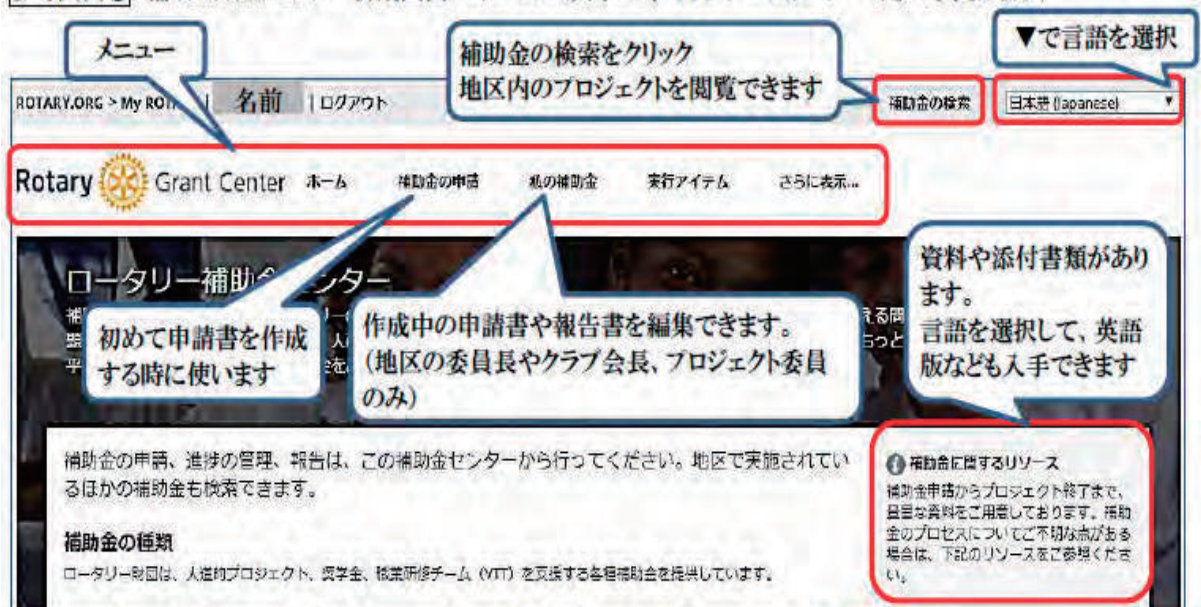 メニュー
補助金の検索をクリック
地区内のプロジェクトを閲覧できます
▼で言語を選択
ROTARY.ORG > My RO
名前
| ログアウト
補助金の検索
日本語 (Japanese)
Rotary Grant Center ホーム 補助金の申請 私の補助金 実行アイテム さらに表示...
ロータリー補助
ンター
初めて申請書を作成
する時に使います
作成中の申請書や報告書を編集できます。
(地区の委員長やクラブ会長、プロジェクト委員
のみ)
資料や添付書類があり
ます。
言語を選択して、英語
版なども入手できます
補助金の申請、進捗の管理、報告は、この補助金センターから行ってください。地区で実施されてい
るほかの補助金も検索できます。
補助金の種類
ロータリー財団は、人道的プロジェクト、奨学金、職業研修チーム (VTT) を支援する各種補助金を提供しています。
補助金に関するリソース
補助金申請からプロジェクト終了まで、
豊富な資料をご用意しております。補助
金のプロセスについてご不明な点がある
場合は、下記のリソースをご参照くださ
い。